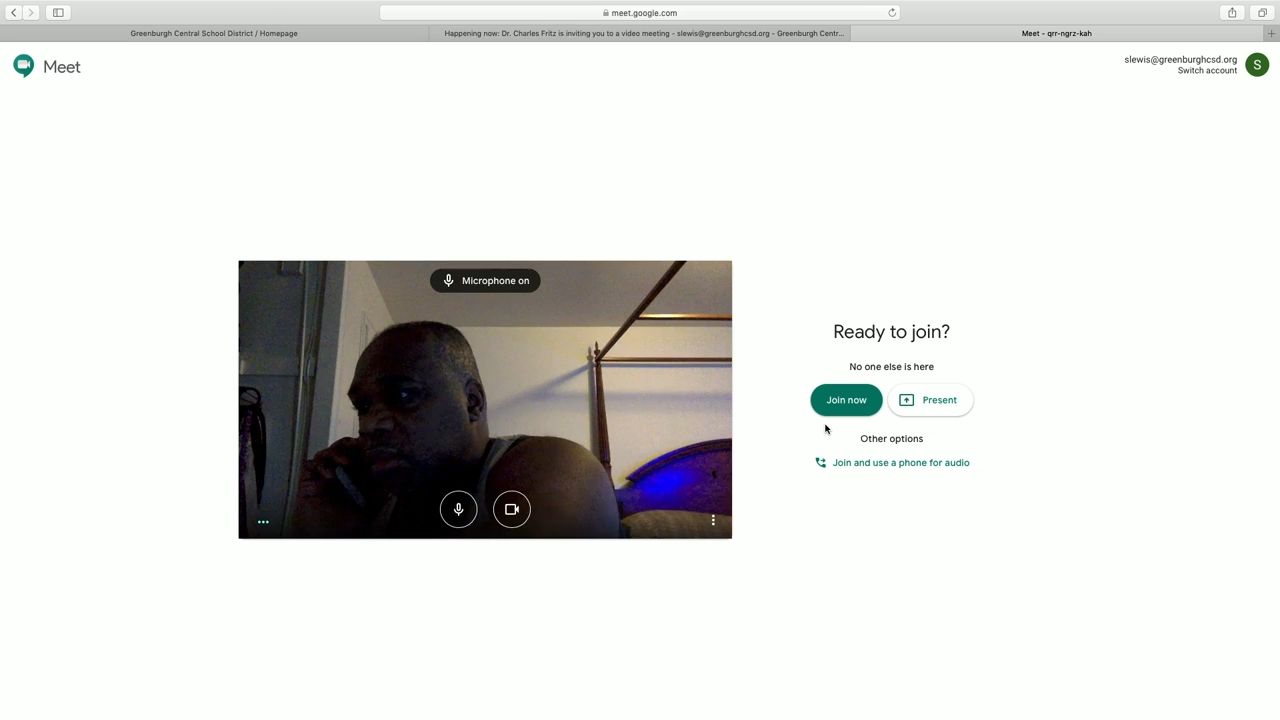 meet.google.com
Greenburgh Central School District / Homepage
Happening now: Dr. Charles Fritz is inviting you to a video meeting - slewis@greenburghcsd.org - Greenburgh Centr...
Meet - qrr-ngrz-kah
Meet
slewis@greenburghcsd.org
Switch account
S
Microphone on
Ready to join?
No one else is here
Join now
Present
Other options
Join and use a phone for audio